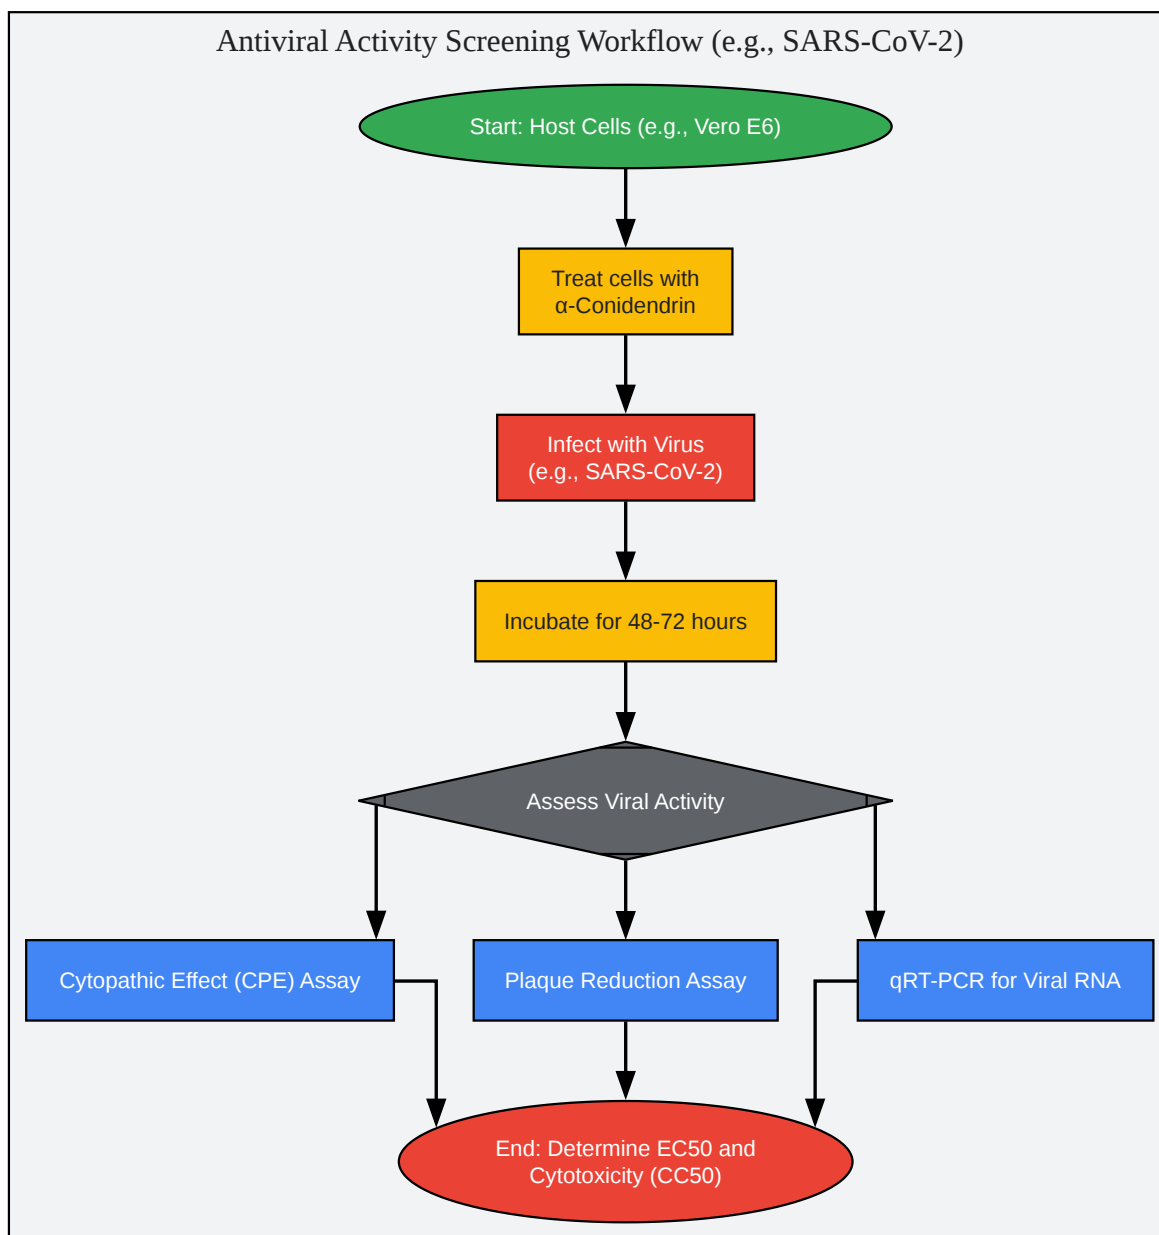 Antiviral Activity Screening Workflow (e.g., SARS-CoV-2)
Start: Host Cells (e.g., Vero E6)
Treat cells with
α-Conidendrin
Infect with Virus
(e.g., SARS-CoV-2)
Incubate for 48-72 hours
Assess Viral Activity
Cytopathic Effect (CPE) Assay
Plaque Reduction Assay
qRT-PCR for Viral RNA
End: Determine EC50 and
Cytotoxicity (CC50)